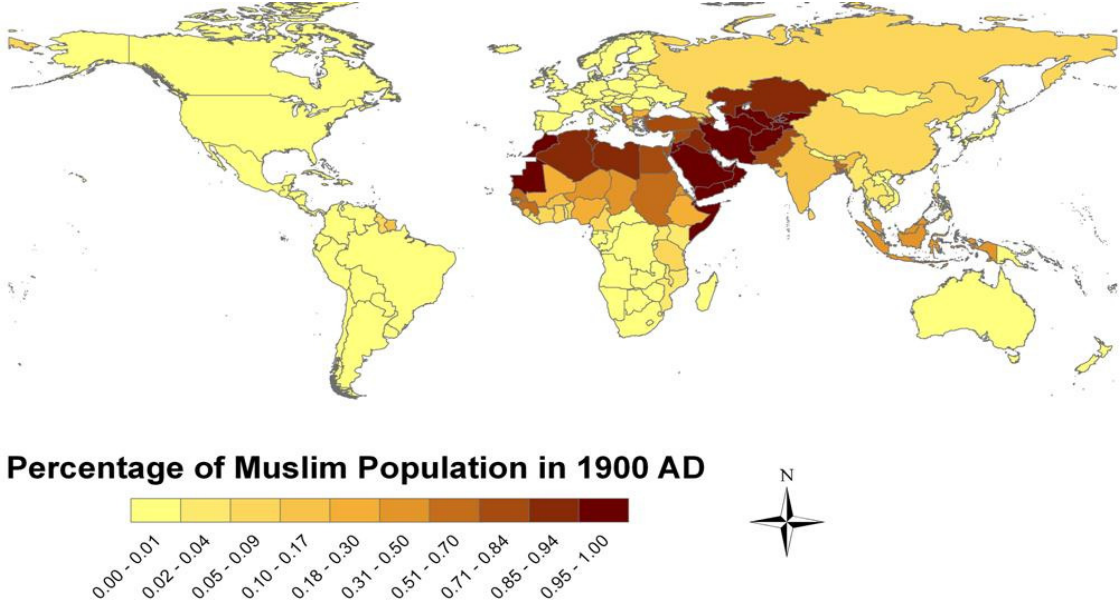 Percentage of Muslim Population in 1900 AD
N
0.00 - 0.01
0.02 - 0.04
0.05 - 0.09
0.10 - 0.17
0.18 - 0.30
0.31 - 0.50
0.51 - 0.70
0.71 - 0.84
0.85 - 0.94
0.95 - 1.00